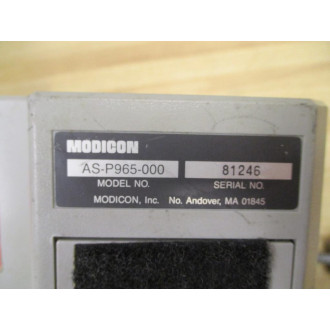 MODICON
AS-P965-000 81246
MODEL NO. SERIAL NO.
MODICON, Inc. No. Andover, MA 01845